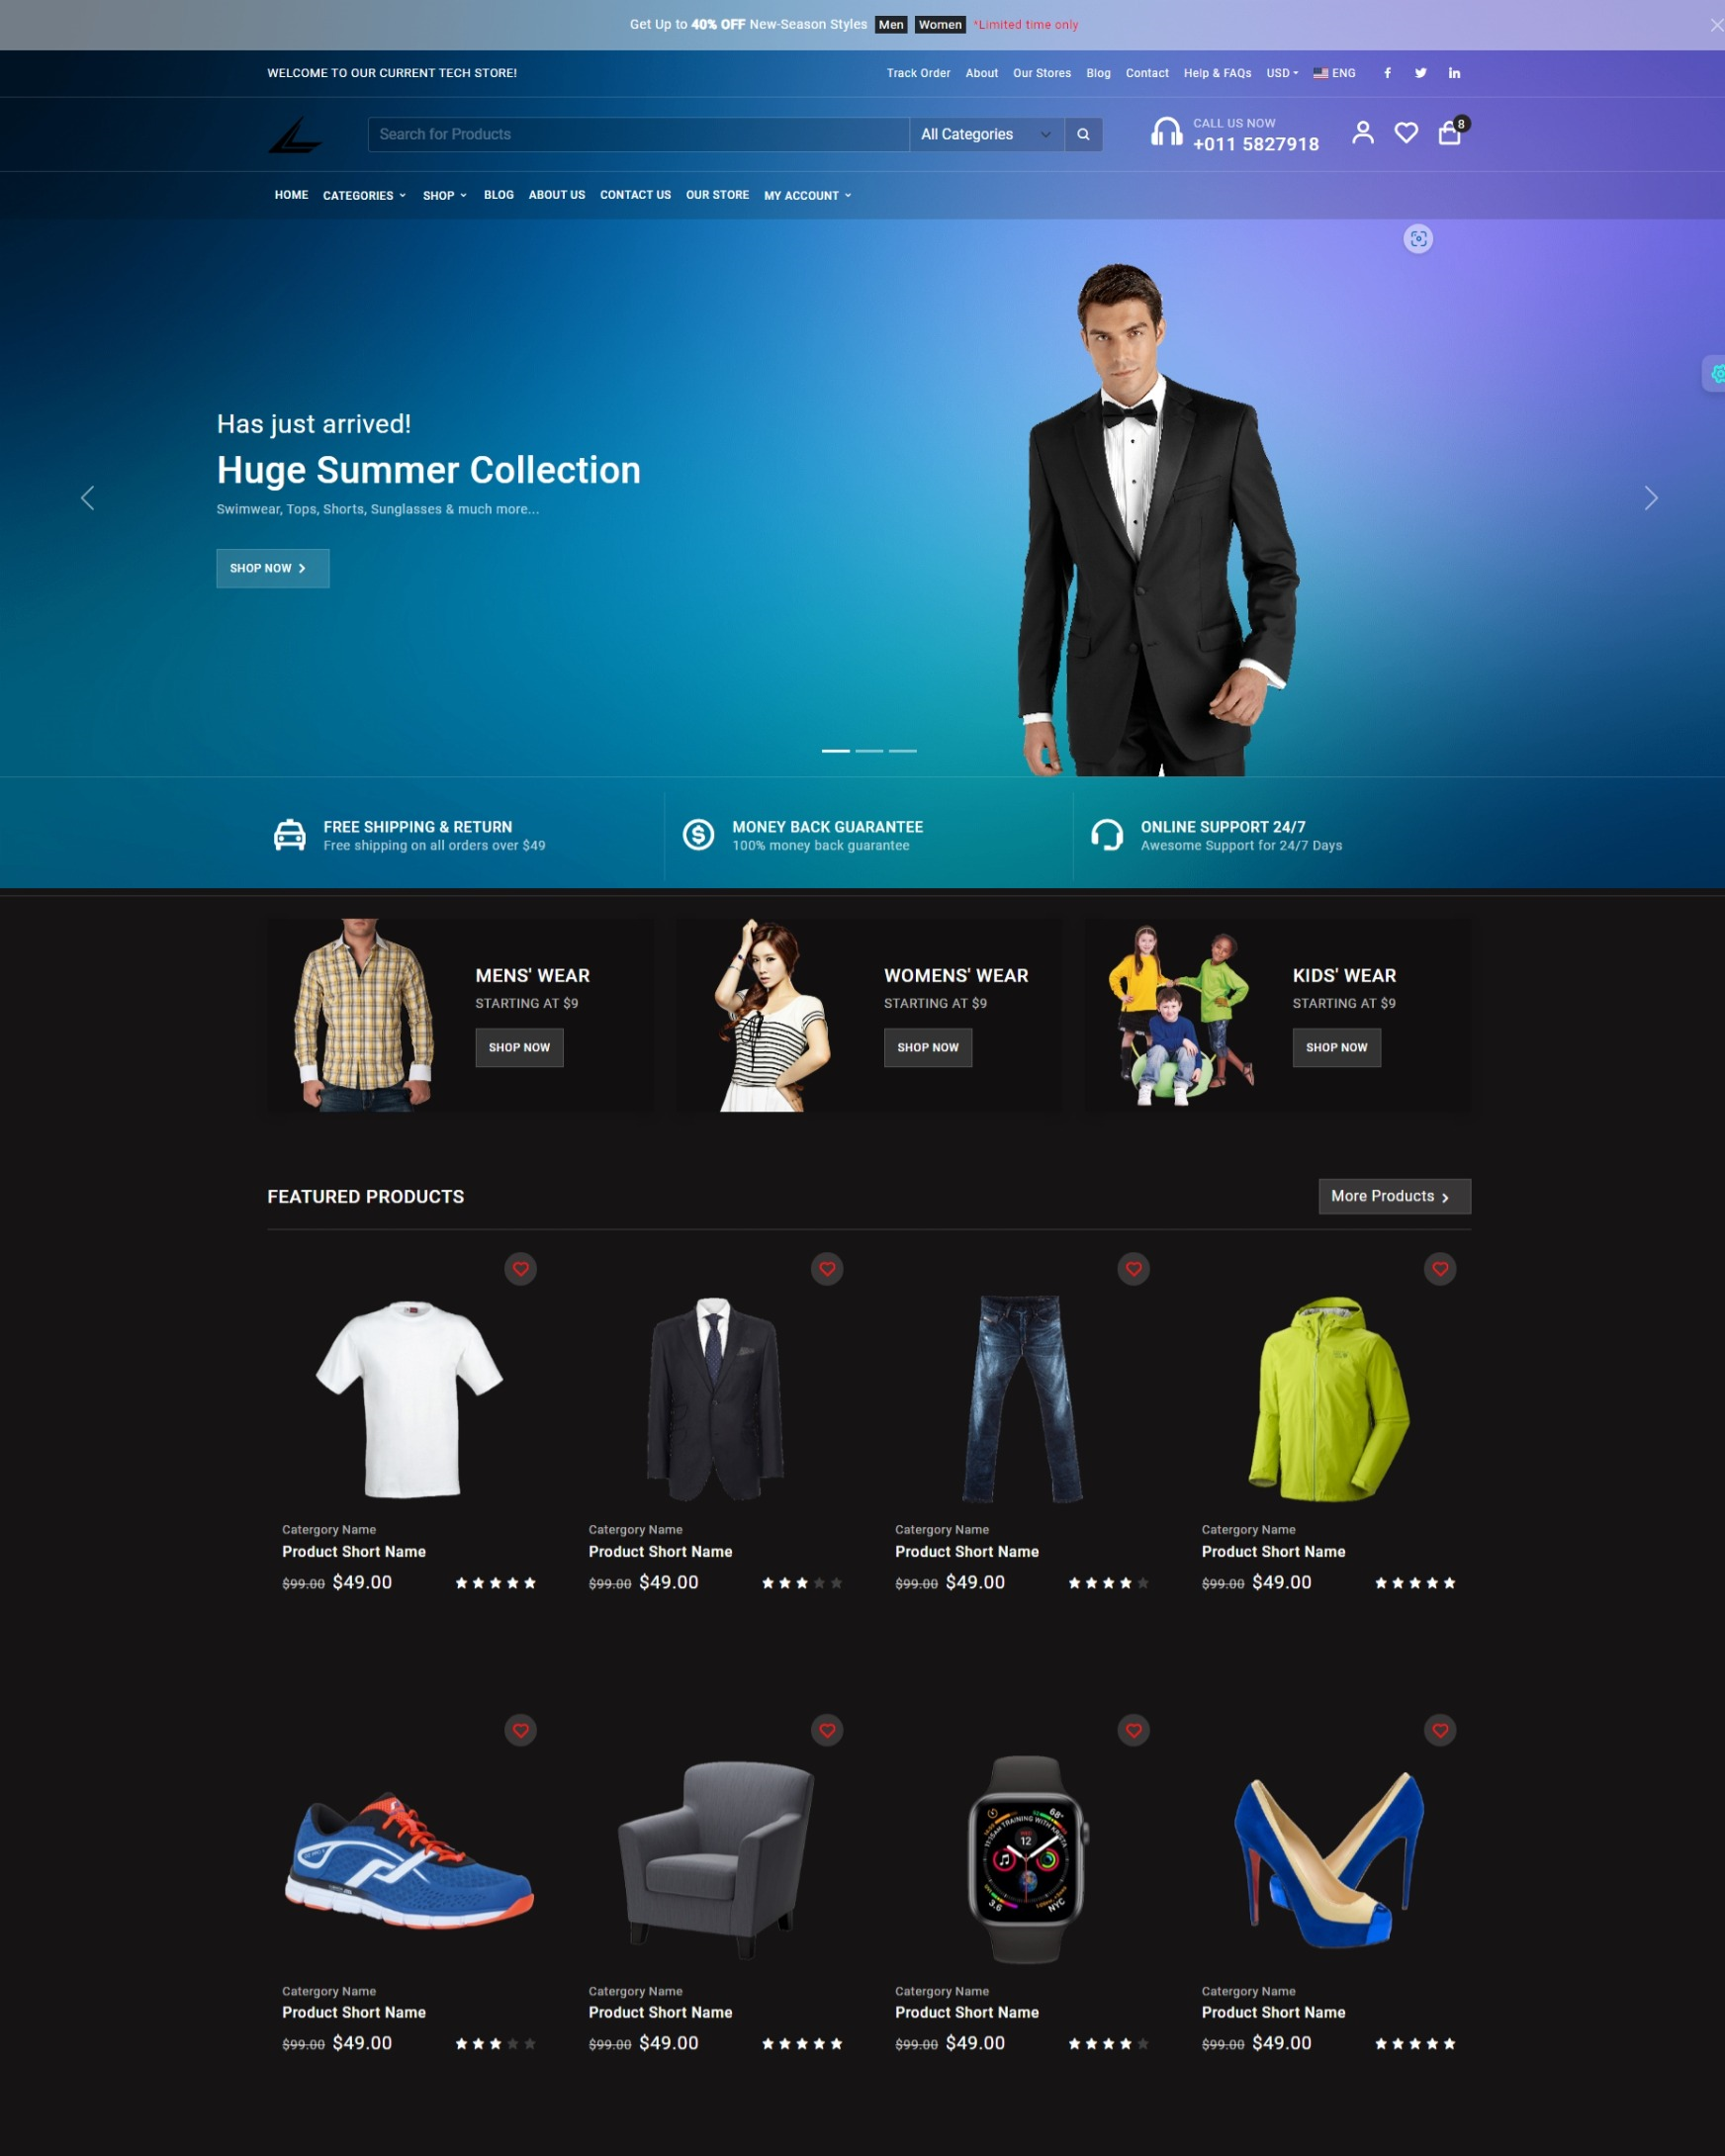 Get Up to 40% OFF New-Season Styles Men Women *Limited time only
WELCOME TO OUR CURRENT TECH STORE!
Track Order About Our Stores Blog Contact Help & FAQs USD ENG
Search for Products
All Categories
CALL US NOW
+011 5827918
8
HOME CATEGORIES SHOP BLOG ABOUT US CONTACT US OUR STORE MY ACCOUNT
Has just arrived!
Huge Summer Collection
Swimwear, Tops, Shorts, Sunglasses & much more...
SHOP NOW
FREE SHIPPING & RETURN
Free shipping on all orders over $49
MONEY BACK GUARANTEE
100% money back guarantee
ONLINE SUPPORT 24/7
Awesome Support for 24/7 Days
MENS' WEAR
STARTING AT $9
SHOP NOW
WOMENS' WEAR
STARTING AT $9
SHOP NOW
KIDS' WEAR
STARTING AT $9
SHOP NOW
FEATURED PRODUCTS
More Products
Catergory Name
Product Short Name
$99.00 $49.00
Catergory Name
Product Short Name
$99.00 $49.00
Catergory Name
Product Short Name
$99.00 $49.00
Catergory Name
Product Short Name
$99.00 $49.00
68°
TRAINING WITH
12
3.6
NYC
Catergory Name
Product Short Name
$99.00 $49.00
Catergory Name
Product Short Name
$99.00 $49.00
Catergory Name
Product Short Name
$99.00 $49.00
Catergory Name
Product Short Name
$99.00 $49.00